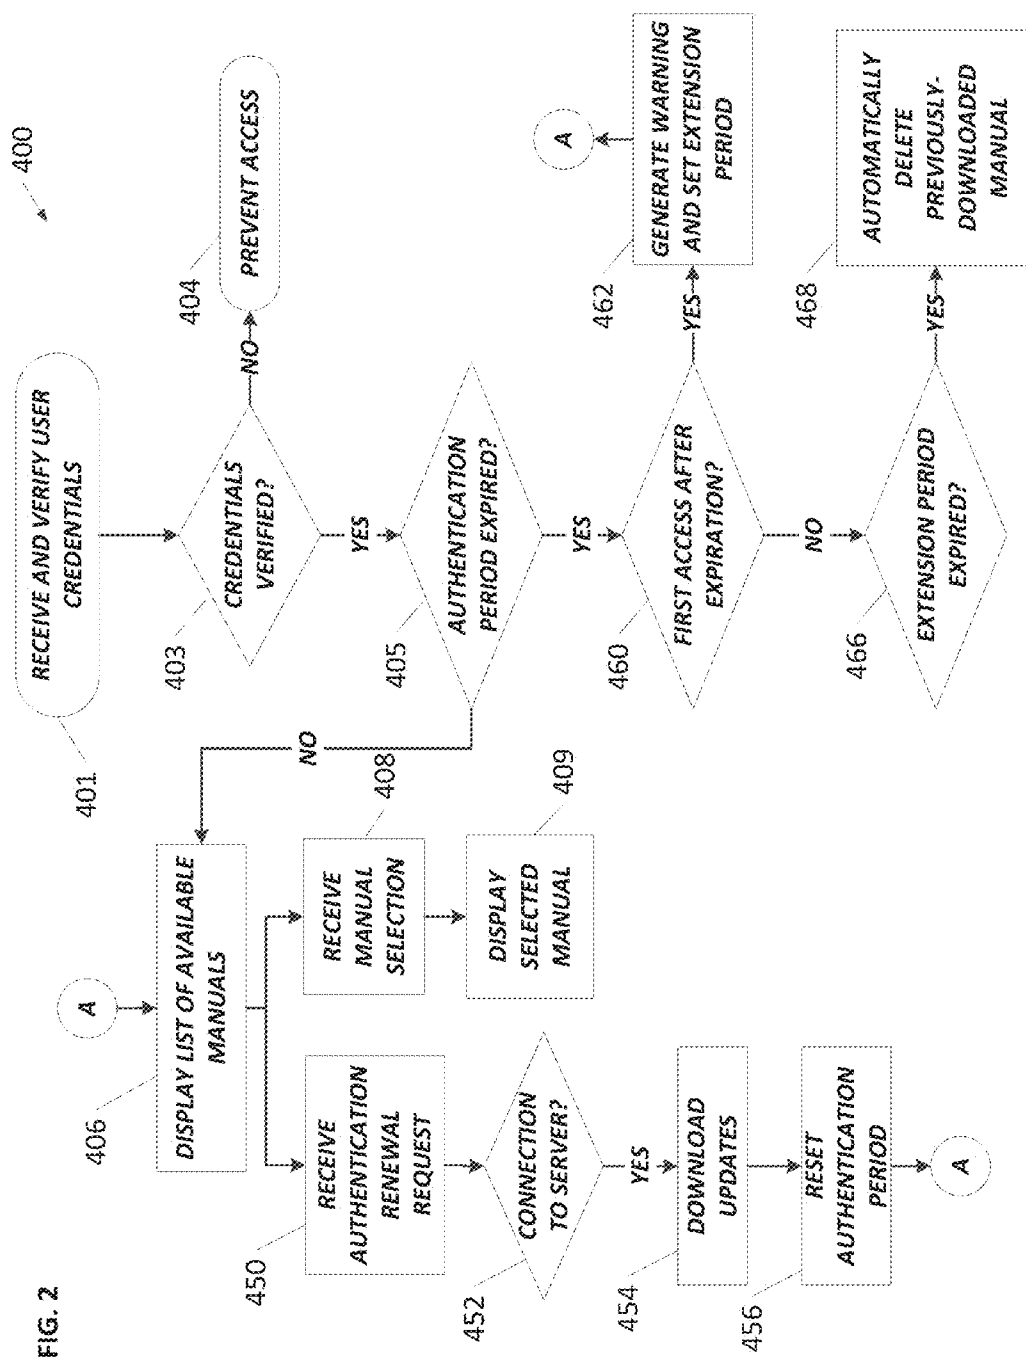 FIG. 2
400
401
RECEIVE AND VERIFY USER
CREDENTIALS
403
CREDENTIALS
VERIFIED?
NO
404
PREVENT ACCESS
YES
405
AUTHENTICATION
PERIOD EXPIRED?
NO
YES
460
FIRST ACCESS AFTER
EXPIRATION?
YES
462
GENERATE WARNING
AND SET EXTENSION
PERIOD
A
NO
466
EXTENSION PERIOD
EXPIRED?
YES
468
AUTOMATICALLY
DELETE
PREVIOUSLY-
DOWNLOADED
MANUAL
A
406
DISPLAY LIST OF AVAILABLE
MANUALS
408
RECEIVE
MANUAL
SELECTION
409
DISPLAY
SELECTED
MANUAL
450
RECEIVE
AUTHENTICATION
RENEWAL
REQUEST
452
CONNECTION
TO SERVER?
YES
454
DOWNLOAD
UPDATES
456
RESET
AUTHENTICATION
PERIOD
A